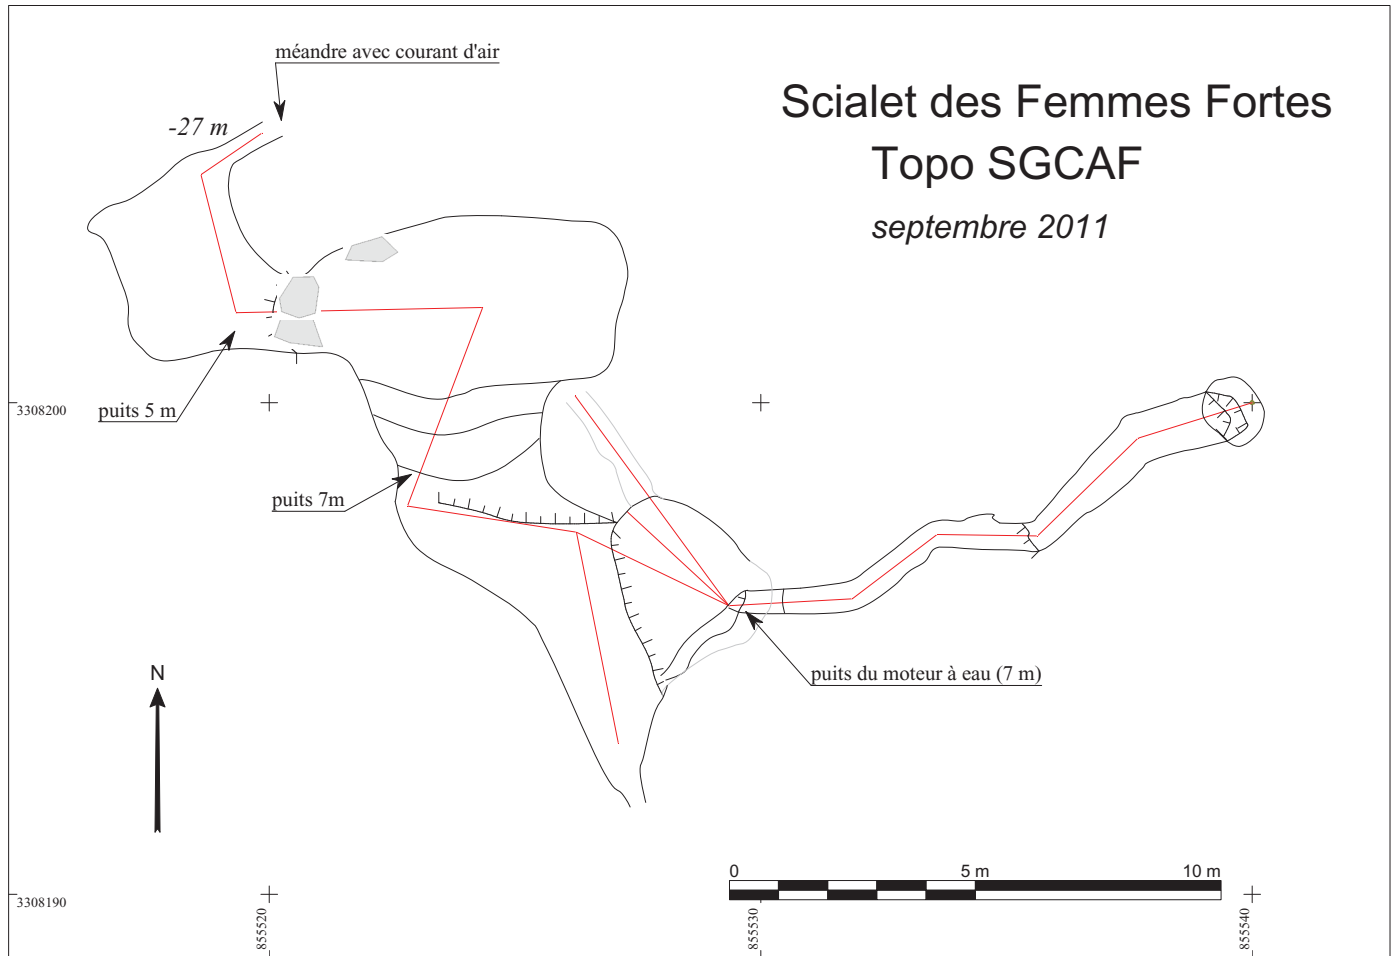 méandre avec courant d'air
Scialet des Femmes Fortes
-27 m
Topo SGCAF
septembre 2011
puits 5 m
3308200
puits 7m
puits du moteur à eau (7 m)
N
0 5 m 10 m
3308190
855520
855530
855540